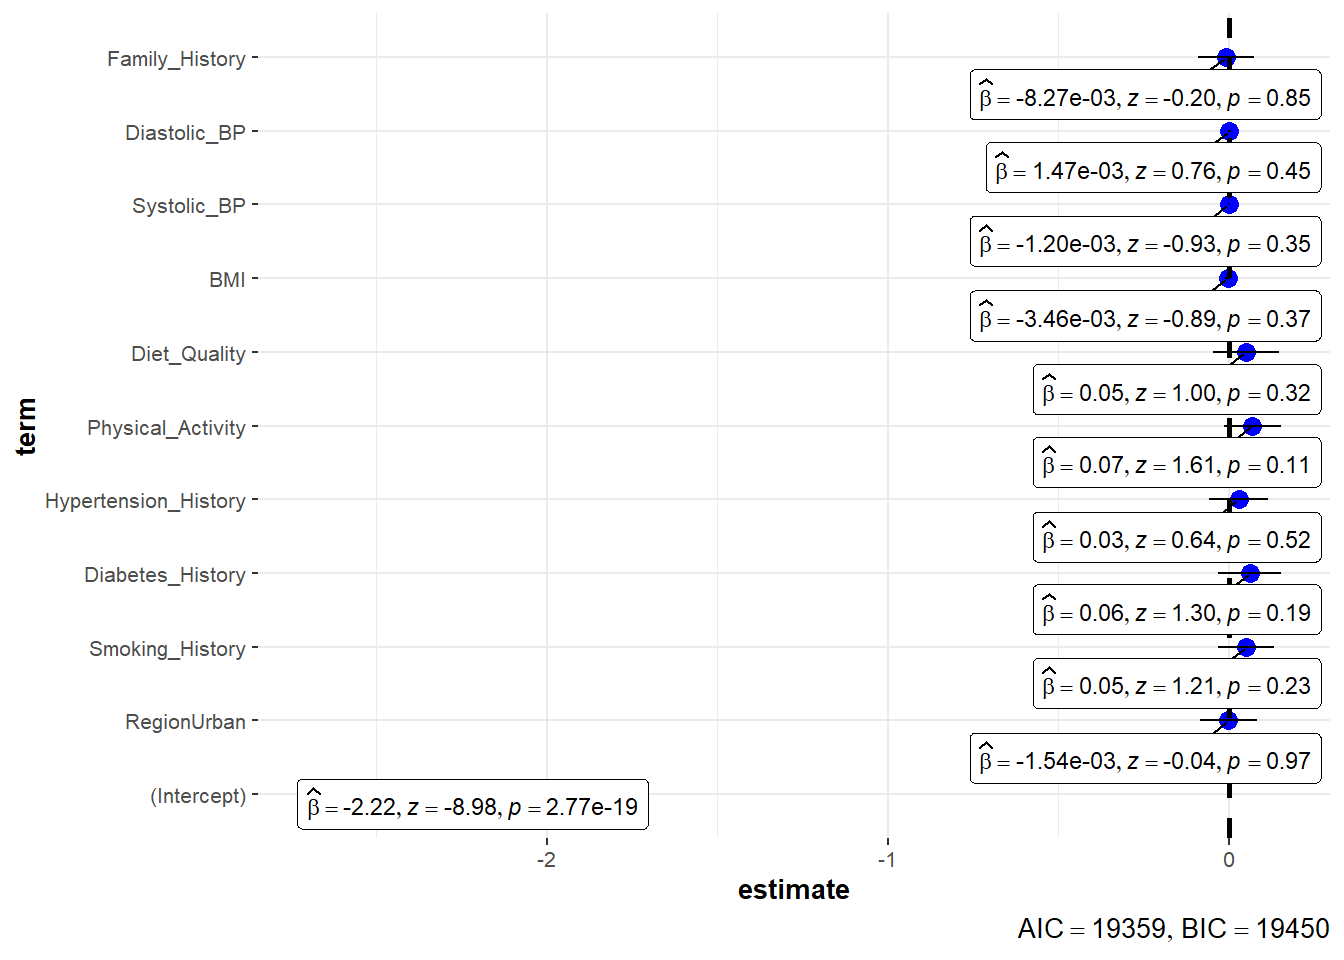 Family_History
β̂ = -8.27e-03, z = -0.20, p = 0.85
Diastolic_BP
β̂ = 1.47e-03, z = 0.76, p = 0.45
Systolic_BP
β̂ = -1.20e-03, z = -0.93, p = 0.35
BMI
β̂ = -3.46e-03, z = -0.89, p = 0.37
Diet_Quality
β̂ = 0.05, z = 1.00, p = 0.32
Physical_Activity
β̂ = 0.07, z = 1.61, p = 0.11
Hypertension_History
β̂ = 0.03, z = 0.64, p = 0.52
Diabetes_History
β̂ = 0.06, z = 1.30, p = 0.19
Smoking_History
β̂ = 0.05, z = 1.21, p = 0.23
RegionUrban
β̂ = -1.54e-03, z = -0.04, p = 0.97
(Intercept)
β̂ = -2.22, z = -8.98, p = 2.77e-19
term
-2 -1 0
estimate
AIC = 19359, BIC = 19450